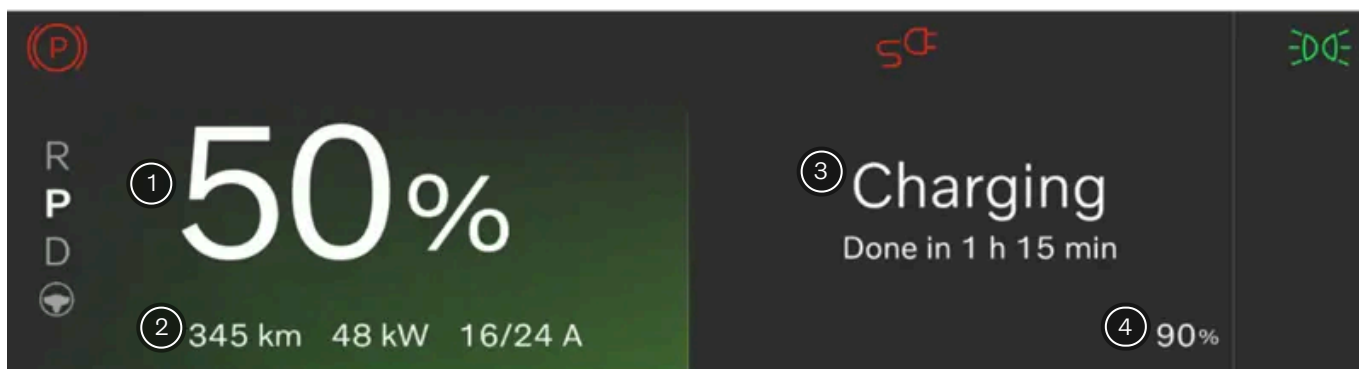 P
R
P
D
1 50%
2 345 km 48 kW 16/24 A
3 Charging
Done in 1 h 15 min
4 90%